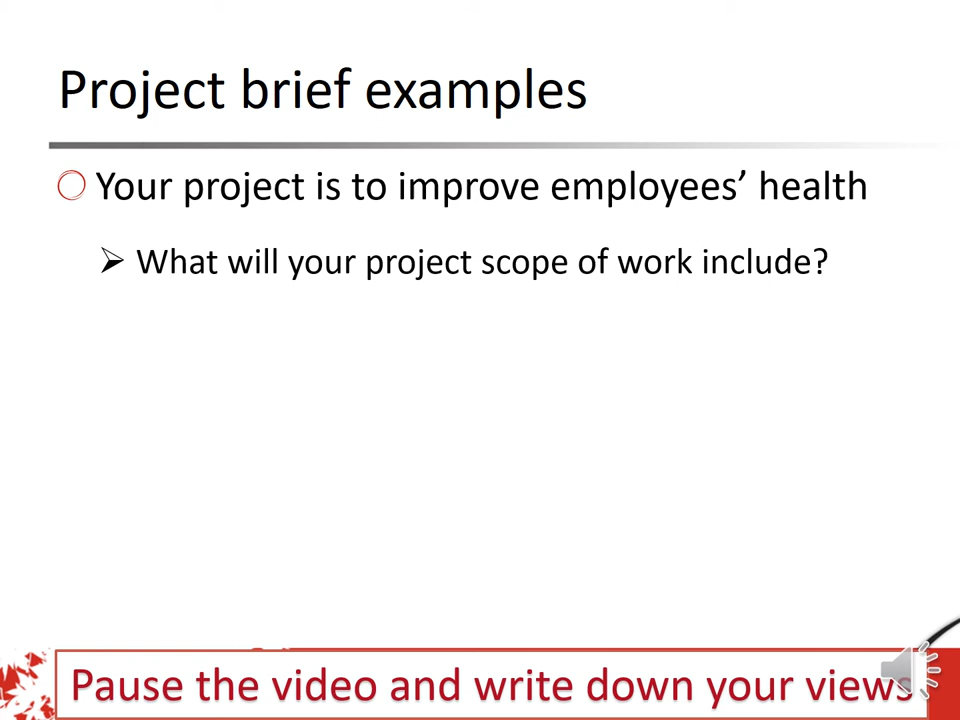 Project brief examples
Your project is to improve employees’ health
What will your project scope of work include?
Pause the video and write down your views